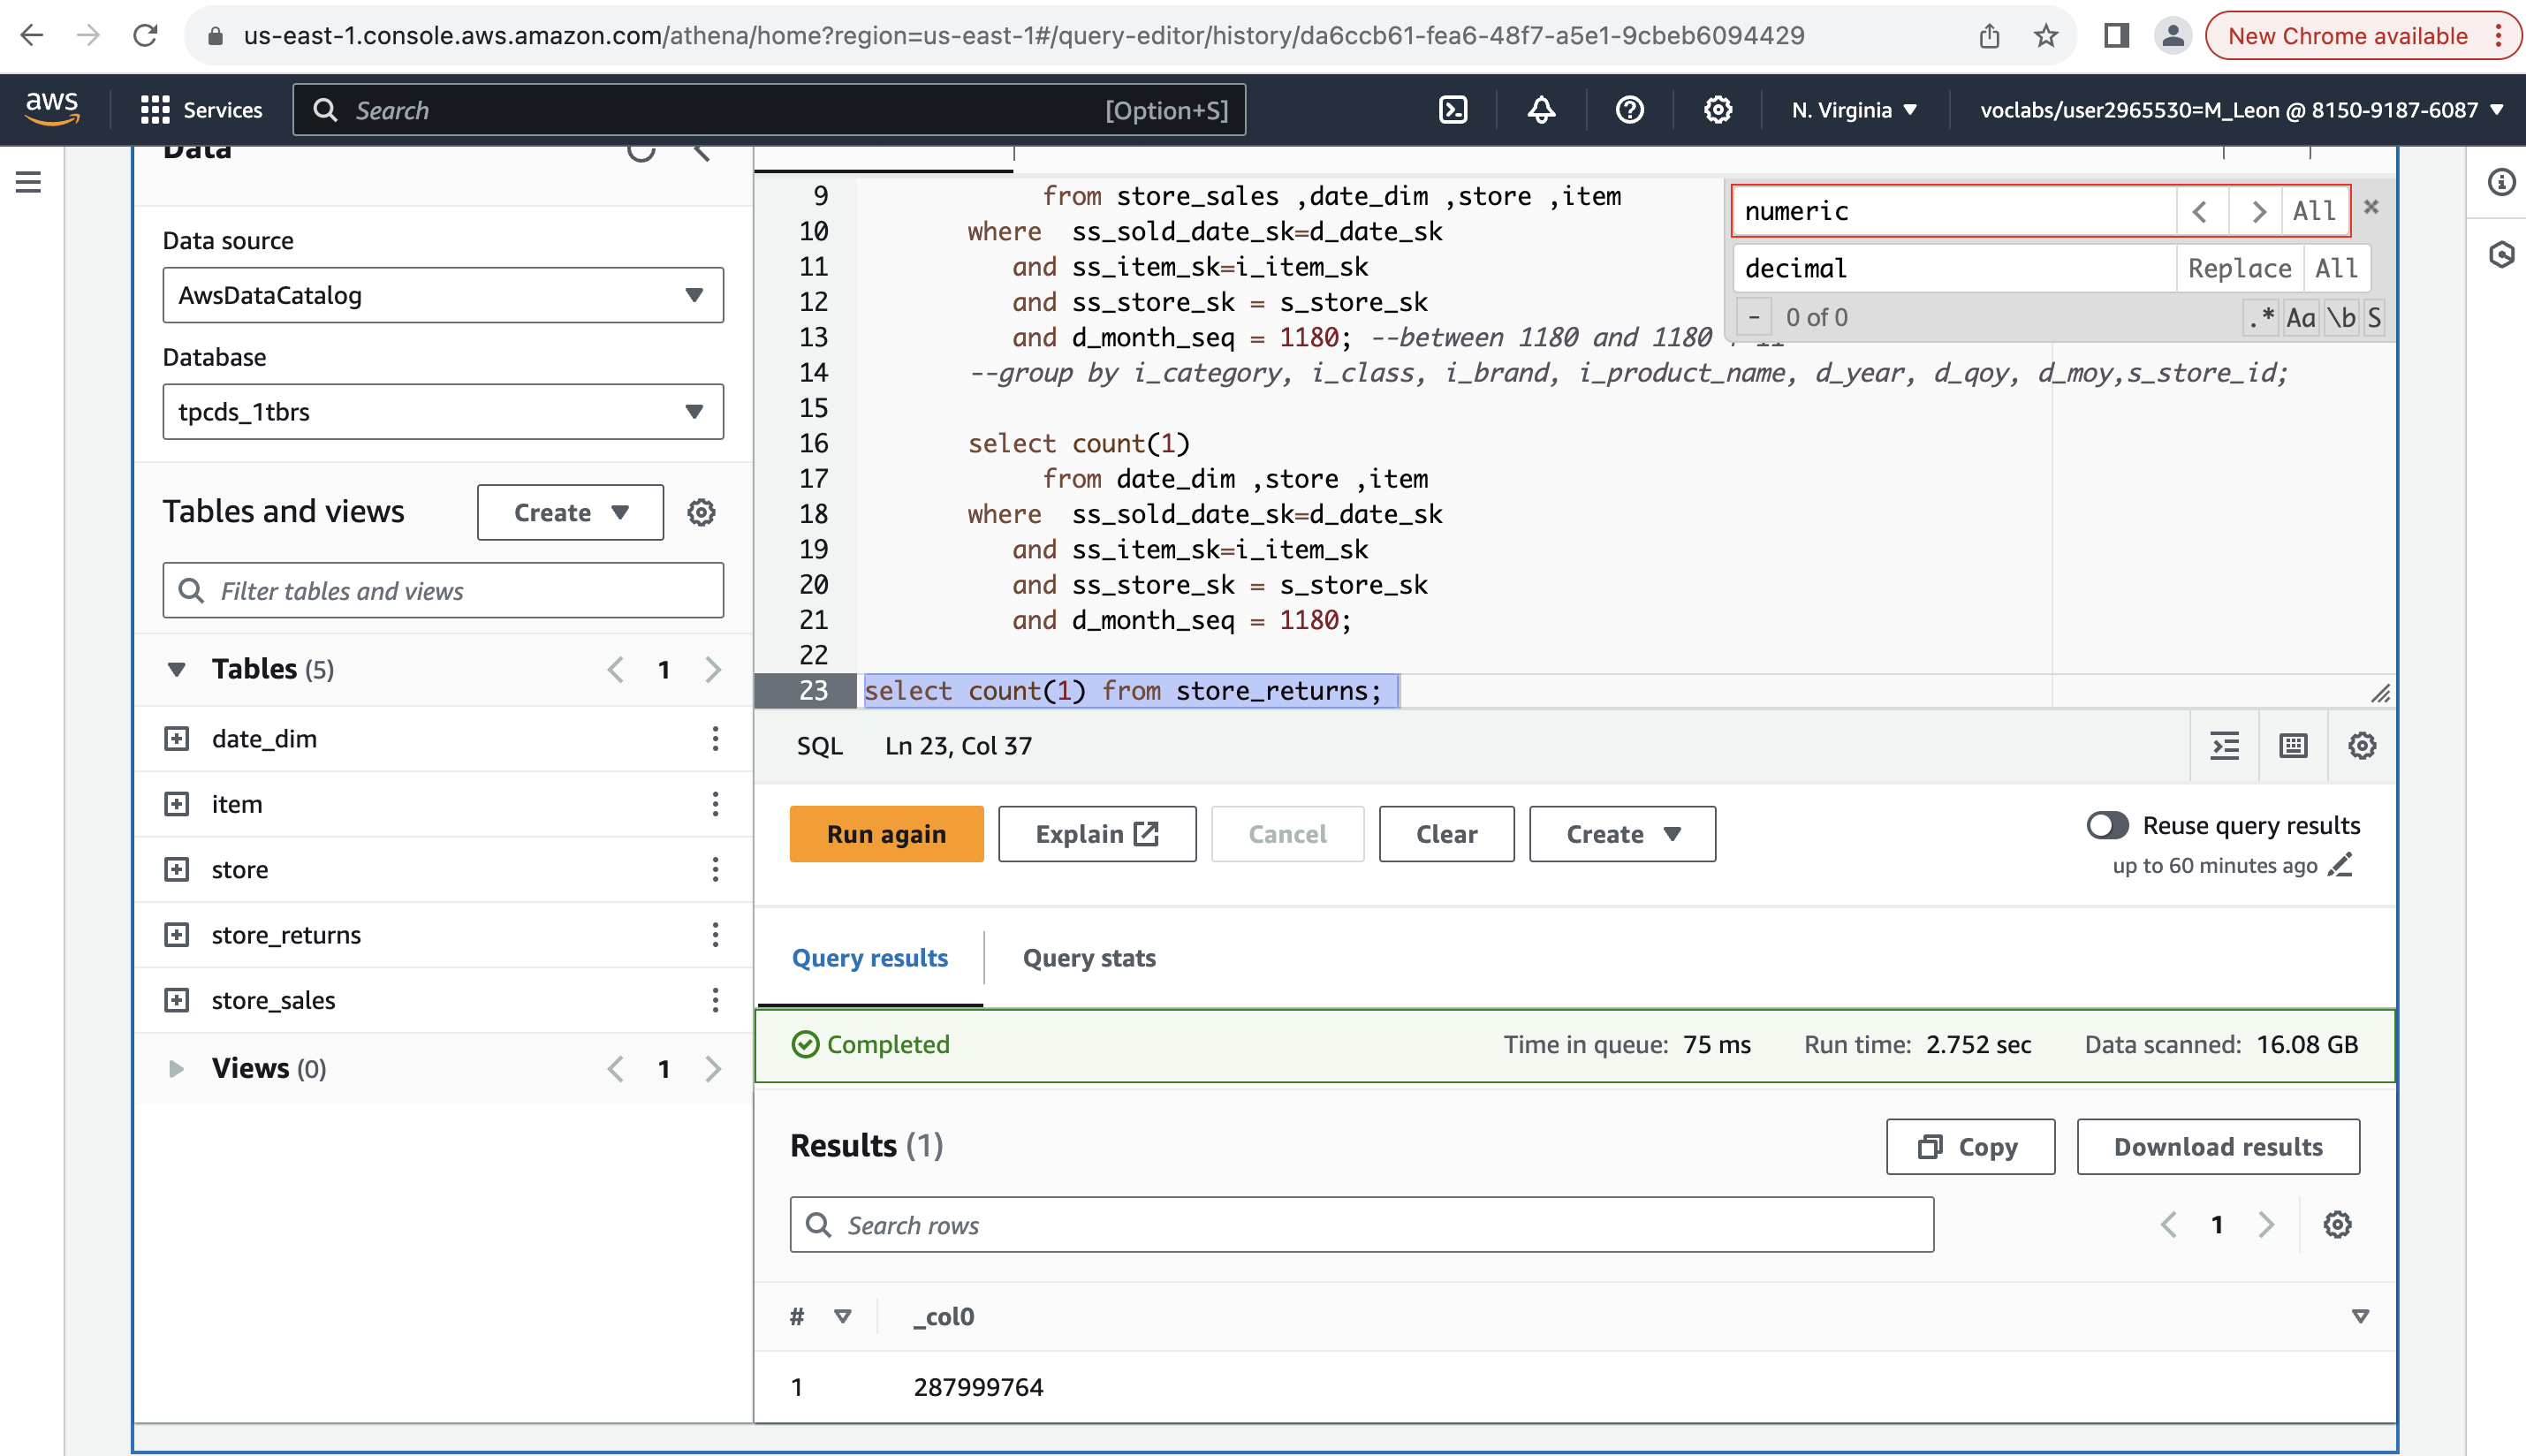 us-east-1.console.aws.amazon.com/athena/home?region=us-east-1#/query-editor/history/da6ccb61-fea6-48f7-a5e1-9cbeb6094429
New Chrome available
aws
Services
Search
[Option+S]
N. Virginia
voclabs/user2965530=M_Leon @ 8150-9187-6087
Data
Data source
AwsDataCatalog
Database
tpcds_1tbrs
Tables and views
Create
Filter tables and views
Tables (5)
1
date_dim
item
store
store_returns
store_sales
Views (0)
1
9 from store_sales ,date_dim ,store ,item
10 where ss_sold_date_sk=d_date_sk
11 and ss_item_sk=i_item_sk
12 and ss_store_sk = s_store_sk
13 and d_month_seq = 1180; --between 1180 and 1180
14 --group by i_category, i_class, i_brand, i_product_name, d_year, d_qoy, d_moy,s_store_id;
15
16 select count(1)
17 from date_dim ,store ,item
18 where ss_sold_date_sk=d_date_sk
19 and ss_item_sk=i_item_sk
20 and ss_store_sk = s_store_sk
21 and d_month_seq = 1180;
22
23 select count(1) from store_returns;
numeric
All
decimal
Replace
All
- 0 of 0
.* Aa \b S
SQL Ln 23, Col 37
Run again
Explain
Cancel
Clear
Create
Reuse query results
up to 60 minutes ago
Query results
Query stats
Completed
Time in queue: 75 ms
Run time: 2.752 sec
Data scanned: 16.08 GB
Results (1)
Copy
Download results
Search rows
1
# _col0
1 287999764